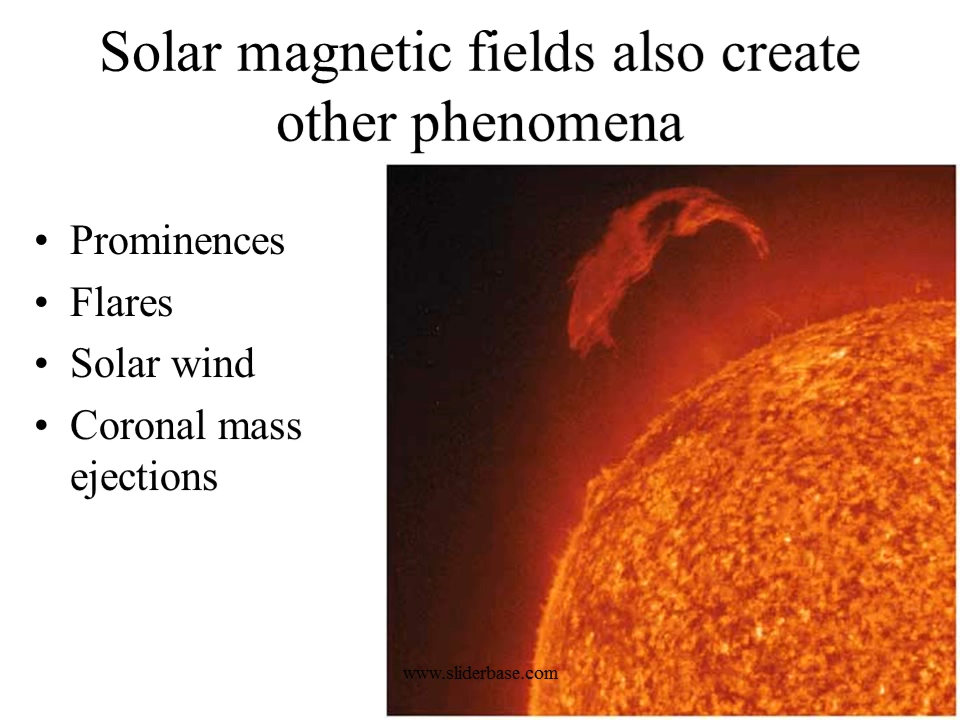 Solar magnetic fields also create
other phenomena
• Prominences
• Flares
• Solar wind
• Coronal mass
ejections
www.sliderbase.com